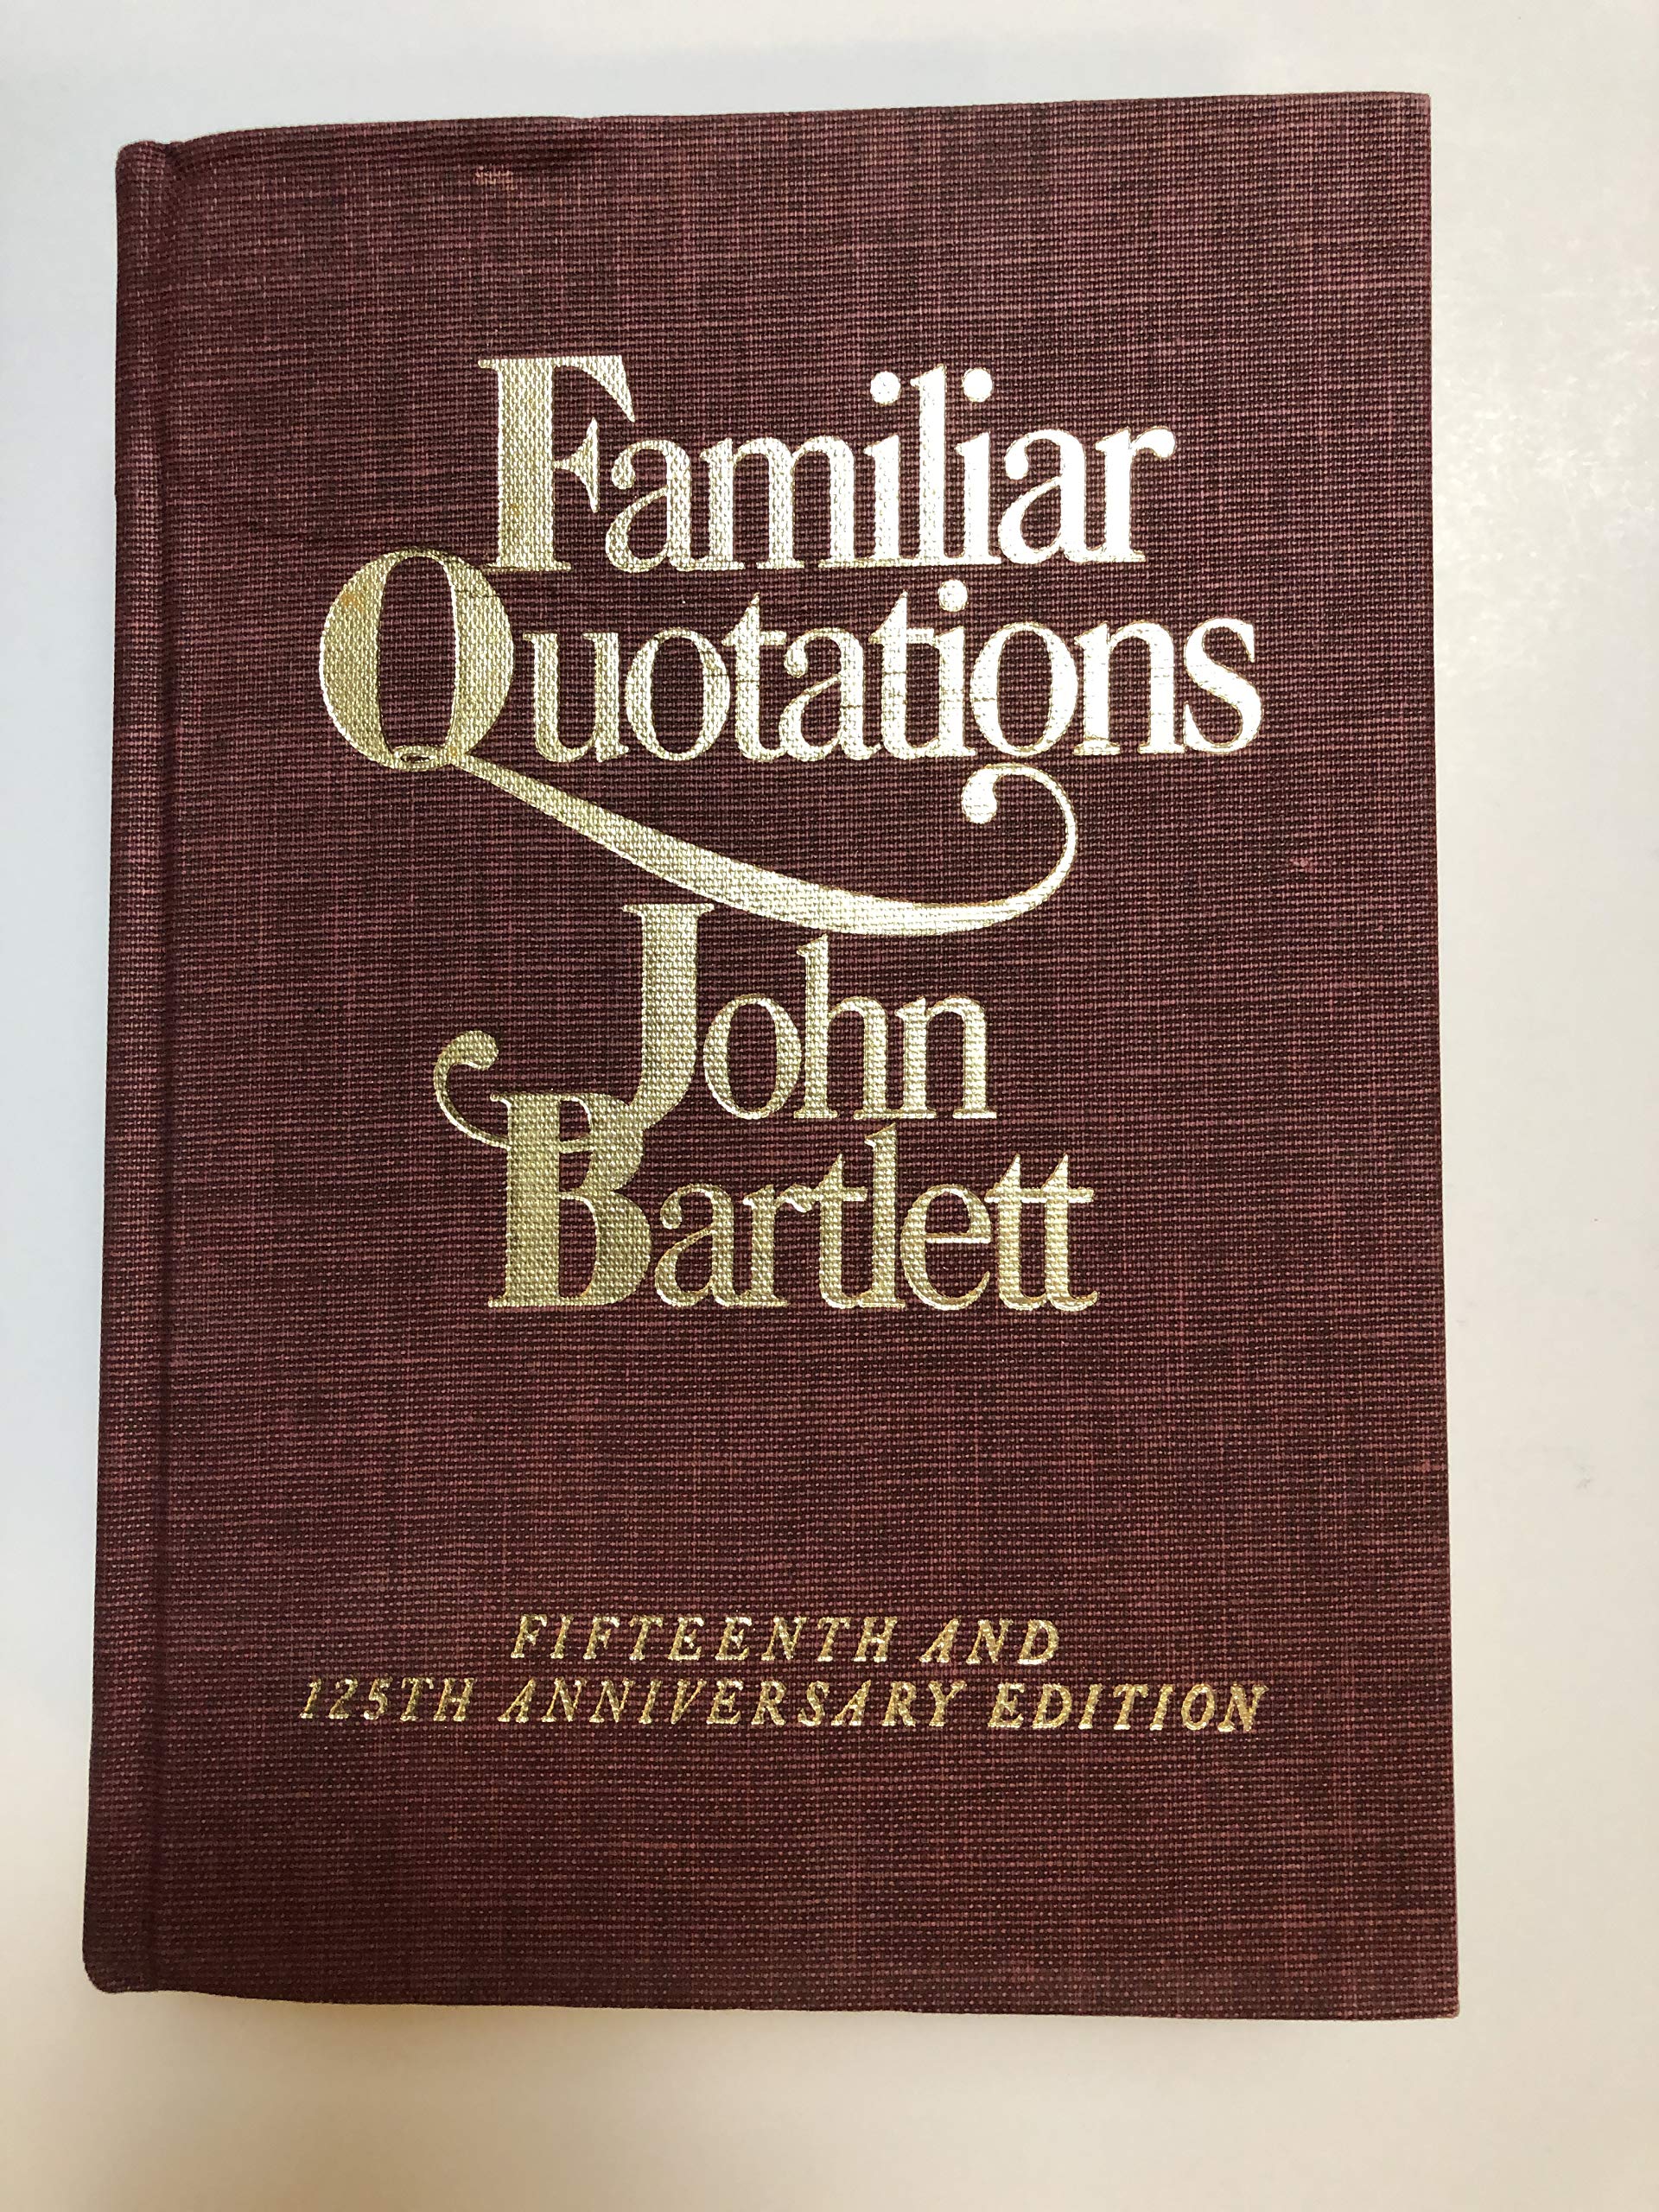 Familiar
Quotations
John
Bartlett
FIFTEENTH AND
125TH ANNIVERSARY EDITION